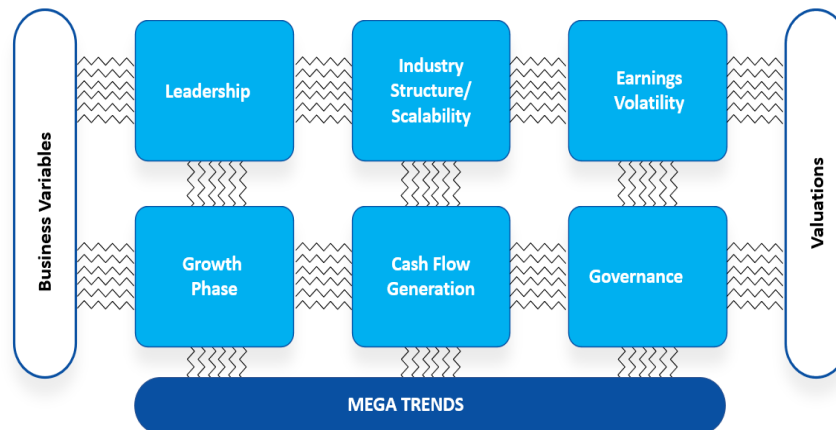 Business Variables
Leadership
Industry
Structure/
Scalability
Earnings
Volatility
Valuations
Growth
Phase
Cash Flow
Generation
Governance
MEGA TRENDS